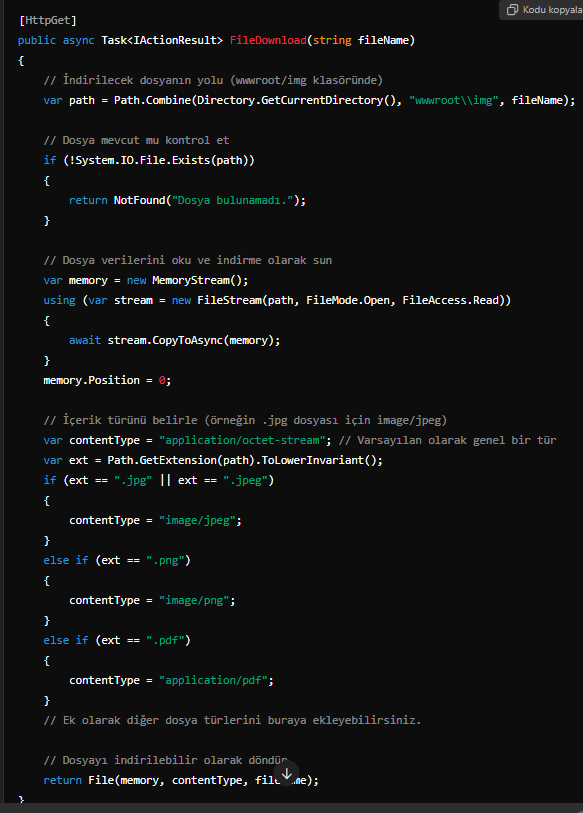 Kodu kopyala
[HttpGet]
public async Task<IActionResult> FileDownload(string fileName)
{
    // İndirilecek dosyanın yolu (wwwroot/img klasöründe)
    var path = Path.Combine(Directory.GetCurrentDirectory(), "wwwroot\\img", fileName);

    // Dosya mevcut mu kontrol et
    if (!System.IO.File.Exists(path))
    {
        return NotFound("Dosya bulunamadı.");
    }

    // Dosya verilerini oku ve indirme olarak sun
    var memory = new MemoryStream();
    using (var stream = new FileStream(path, FileMode.Open, FileAccess.Read))
    {
        await stream.CopyToAsync(memory);
    }
    memory.Position = 0;

    // İçerik türünü belirle (örneğin .jpg dosyası için image/jpeg)
    var contentType = "application/octet-stream"; // Varsayılan olarak genel bir tür
    var ext = Path.GetExtension(path).ToLowerInvariant();
    if (ext == ".jpg" || ext == ".jpeg")
    {
        contentType = "image/jpeg";
    }
    else if (ext == ".png")
    {
        contentType = "image/png";
    }
    else if (ext == ".pdf")
    {
        contentType = "application/pdf";
    }
    // Ek olarak diğer dosya türlerini buraya ekleyebilirsiniz.

    // Dosyayı indirilebilir olarak döndür
    return File(memory, contentType, );
}